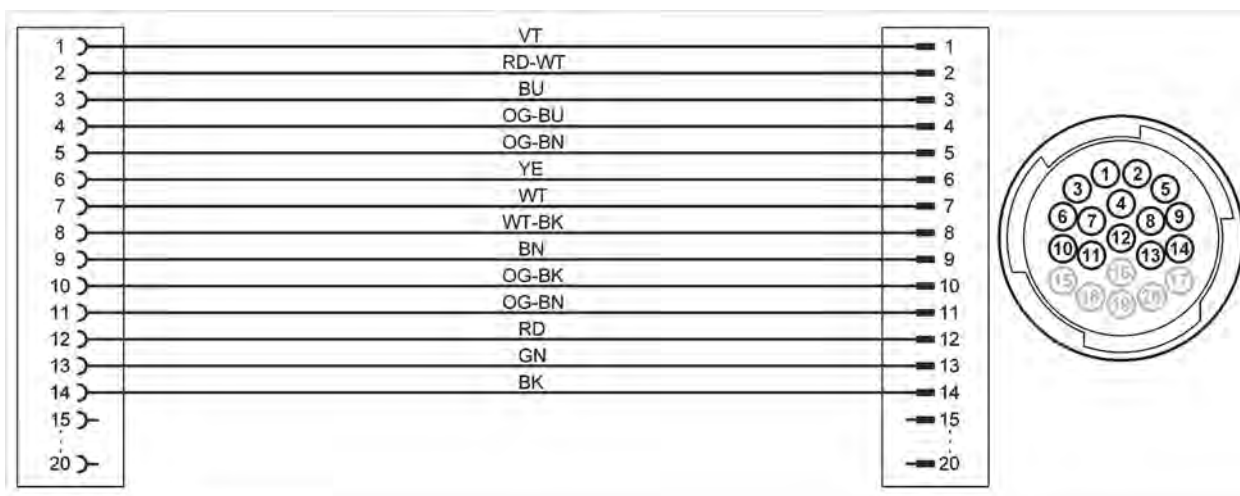 1 VT 1
2 RD-WT 2
3 BU 3
4 OG-BU 4
5 OG-BN 5
6 YE 6
7 WT 7
8 WT-BK 8
9 BN 9
10 OG-BK 10
11 OG-BN 11
12 RD 12
13 GN 13
14 BK 14
15 15
20 20
1 2
3 5
4
6 7 8 9
12
10 11 13 14
16
15 17
18 19 20